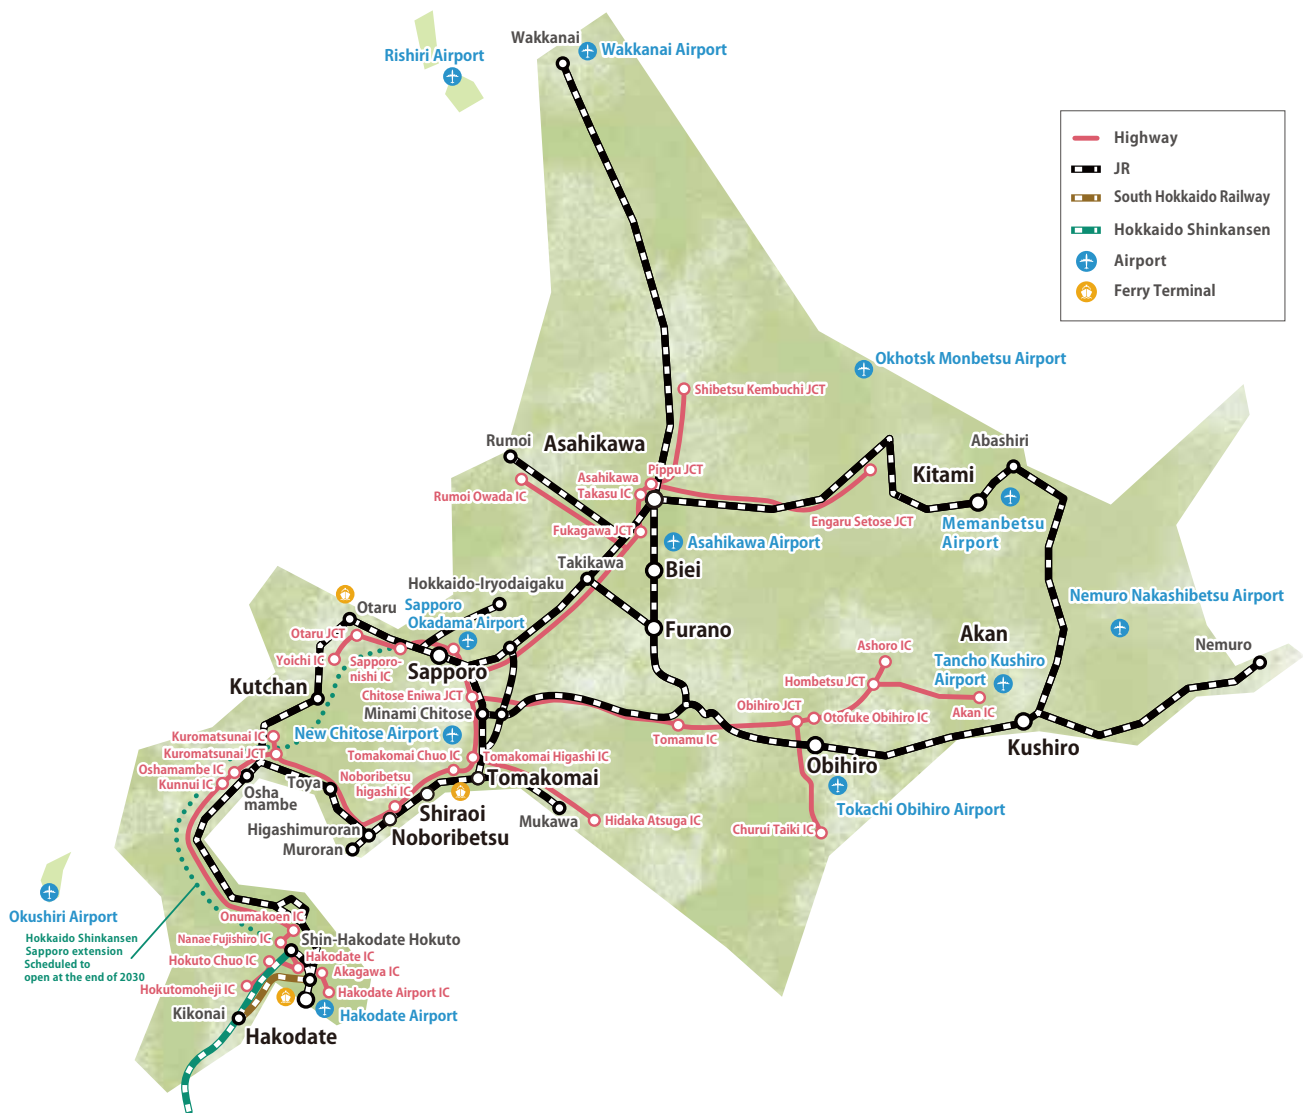 Wakkanai
Wakkanai Airport
Rishiri Airport
Highway
JR
South Hokkaido Railway
Hokkaido Shinkansen
Airport
Ferry Terminal
Okhotsk Monbetsu Airport
Shibetsu Kembuchi JCT
Rumoi
Asahikawa
Abashiri
Pippu JCT
Kitami
Asahikawa
Takasu IC
Rumoi Owada IC
Engaru Setose JCT
Memanbetsu
Airport
Fukagawa JCT
Asahikawa Airport
Takikawa
Biei
Hokkaido-Iryodaigaku
Nemuro Nakashibetsu Airport
Otaru
Sapporo
Okadama Airport
Furano
Akan
Otaru JCT
Ashoro IC
Nemuro
Yoichi IC
Sapporo-
nishi IC
Sapporo
Tancho Kushiro
Airport
Hombetsu JCT
Kutchan
Chitose Eniwa JCT
Akan IC
Minami Chitose
Obihiro JCT
Otofuke Obihiro IC
Kuromatsunai IC
New Chitose Airport
Tomamu IC
Kushiro
Kuromatsunai JCT
Tomakomai Chuo IC
Tomakomai Higashi IC
Obihiro
Oshamambe IC
Kunnui IC
Toya
Noboribetsu
higashi IC
Tomakomai
Osha
mambe
Shiraoi
Mukawa
Hidaka Atsuga IC
Tokachi Obihiro Airport
Higashimuroran
Noboribetsu
Churui Taiki IC
Muroran
Okushiri Airport
Onumakoen IC
Hokkaido Shinkansen
Sapporo extension
Scheduled to
open at the end of 2030
Nanae Fujishiro IC
Shin-Hakodate Hokuto
Hokuto Chuo IC
Hakodate IC
Akagawa IC
Hokutomoheji IC
Hakodate Airport IC
Kikonai
Hakodate Airport
Hakodate